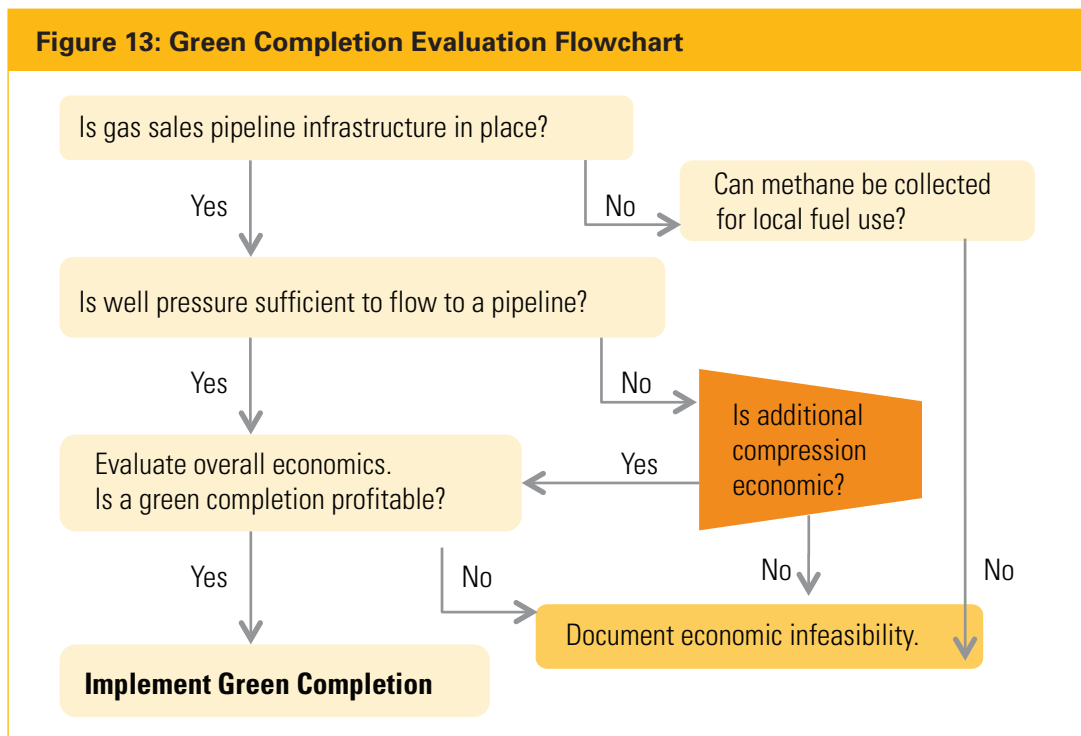 Figure 13: Green Completion Evaluation Flowchart
Is gas sales pipeline infrastructure in place?
Yes
No
Can methane be collected
for local fuel use?
Is well pressure sufficient to flow to a pipeline?
Yes
No
Is additional
compression
economic?
Evaluate overall economics.
Is a green completion profitable?
Yes
Yes
No
No
No
Document economic infeasibility.
Implement Green Completion